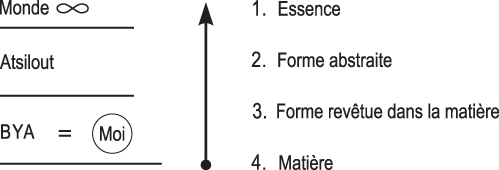 Monde ∞
Atsilout
BYA = Moi
1. Essence
2. Forme abstraite
3. Forme revêtue dans la matière
4. Matière